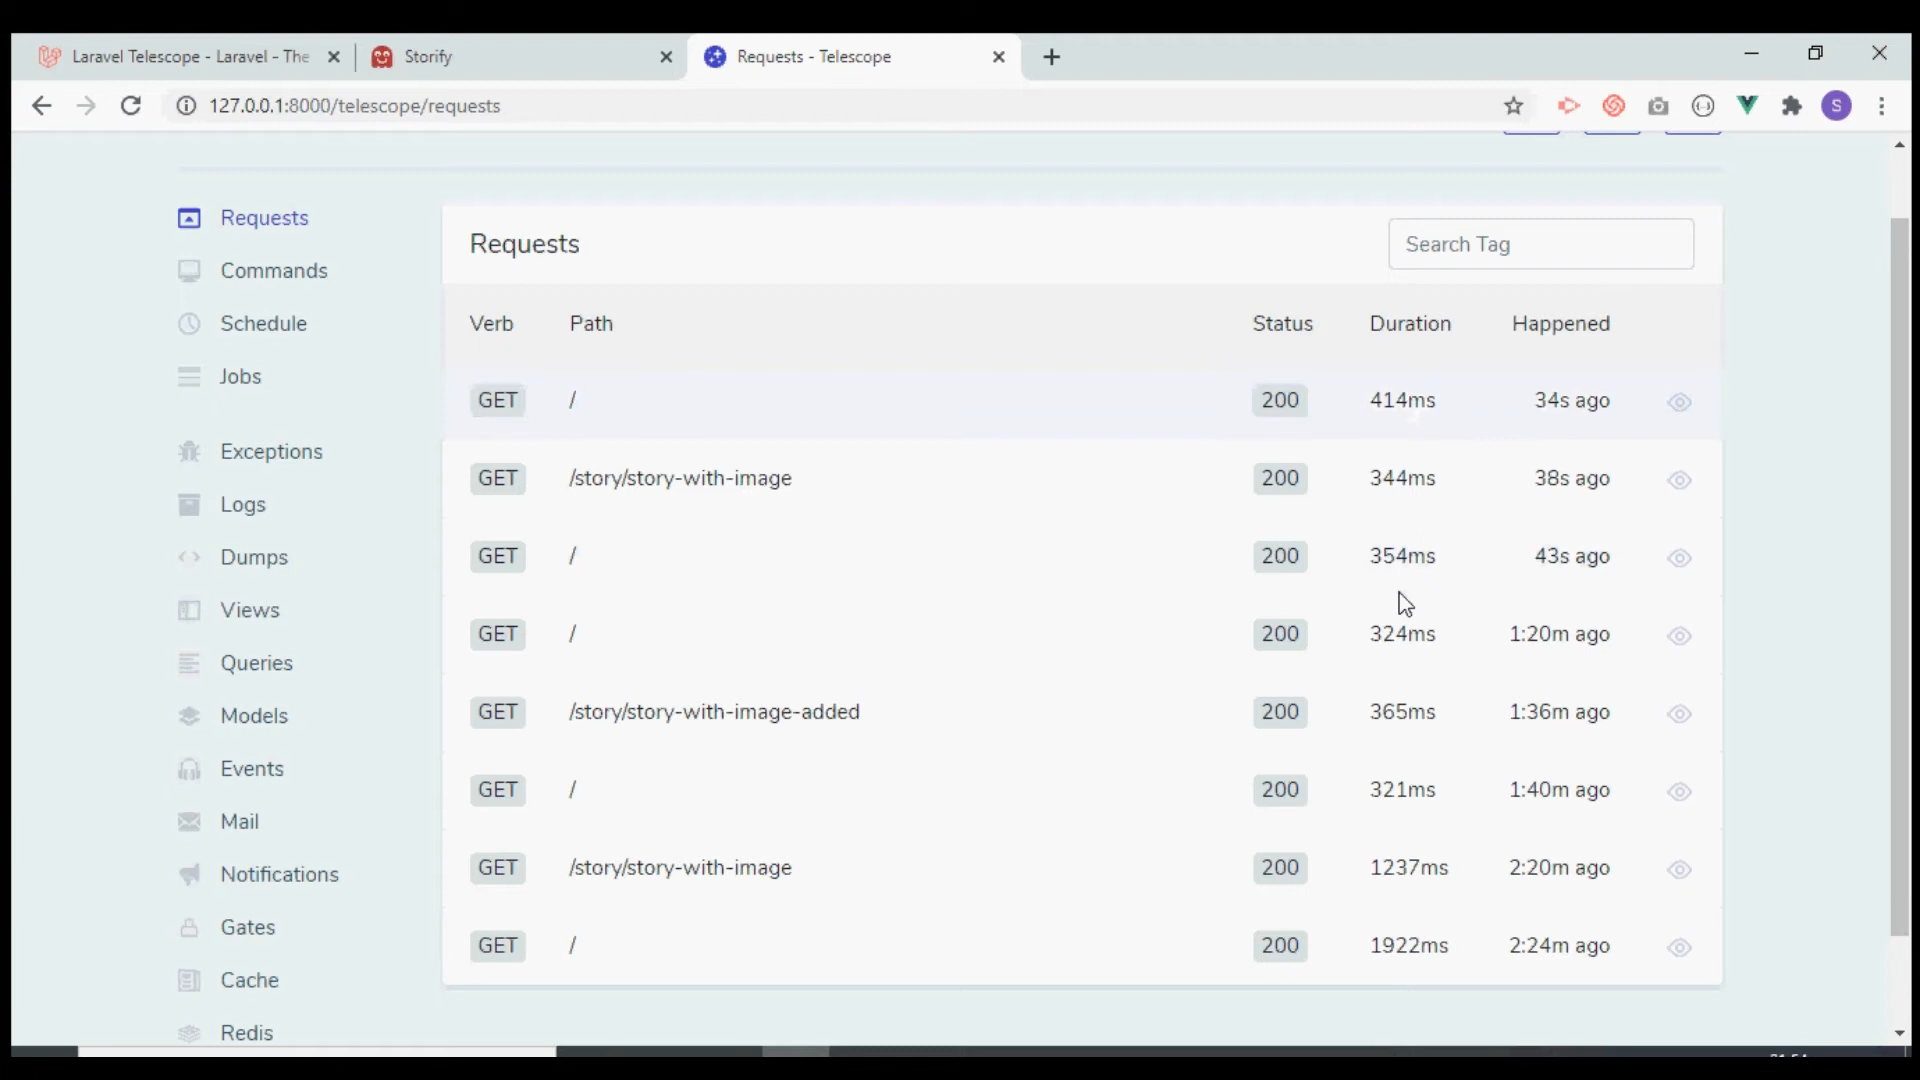 Laravel Telescope - Laravel - The
Storify
Requests - Telescope
127.0.0.1:8000/telescope/requests
S
Requests
Commands
Schedule
Jobs
Exceptions
Logs
Dumps
Views
Queries
Models
Events
Mail
Notifications
Gates
Cache
Redis
Requests
Search Tag
Verb Path Status Duration Happened
GET / 200 414ms 34s ago
GET /story/story-with-image 200 344ms 38s ago
GET / 200 354ms 43s ago
GET / 200 324ms 1:20m ago
GET /story/story-with-image-added 200 365ms 1:36m ago
GET / 200 321ms 1:40m ago
GET /story/story-with-image 200 1237ms 2:20m ago
GET / 200 1922ms 2:24m ago